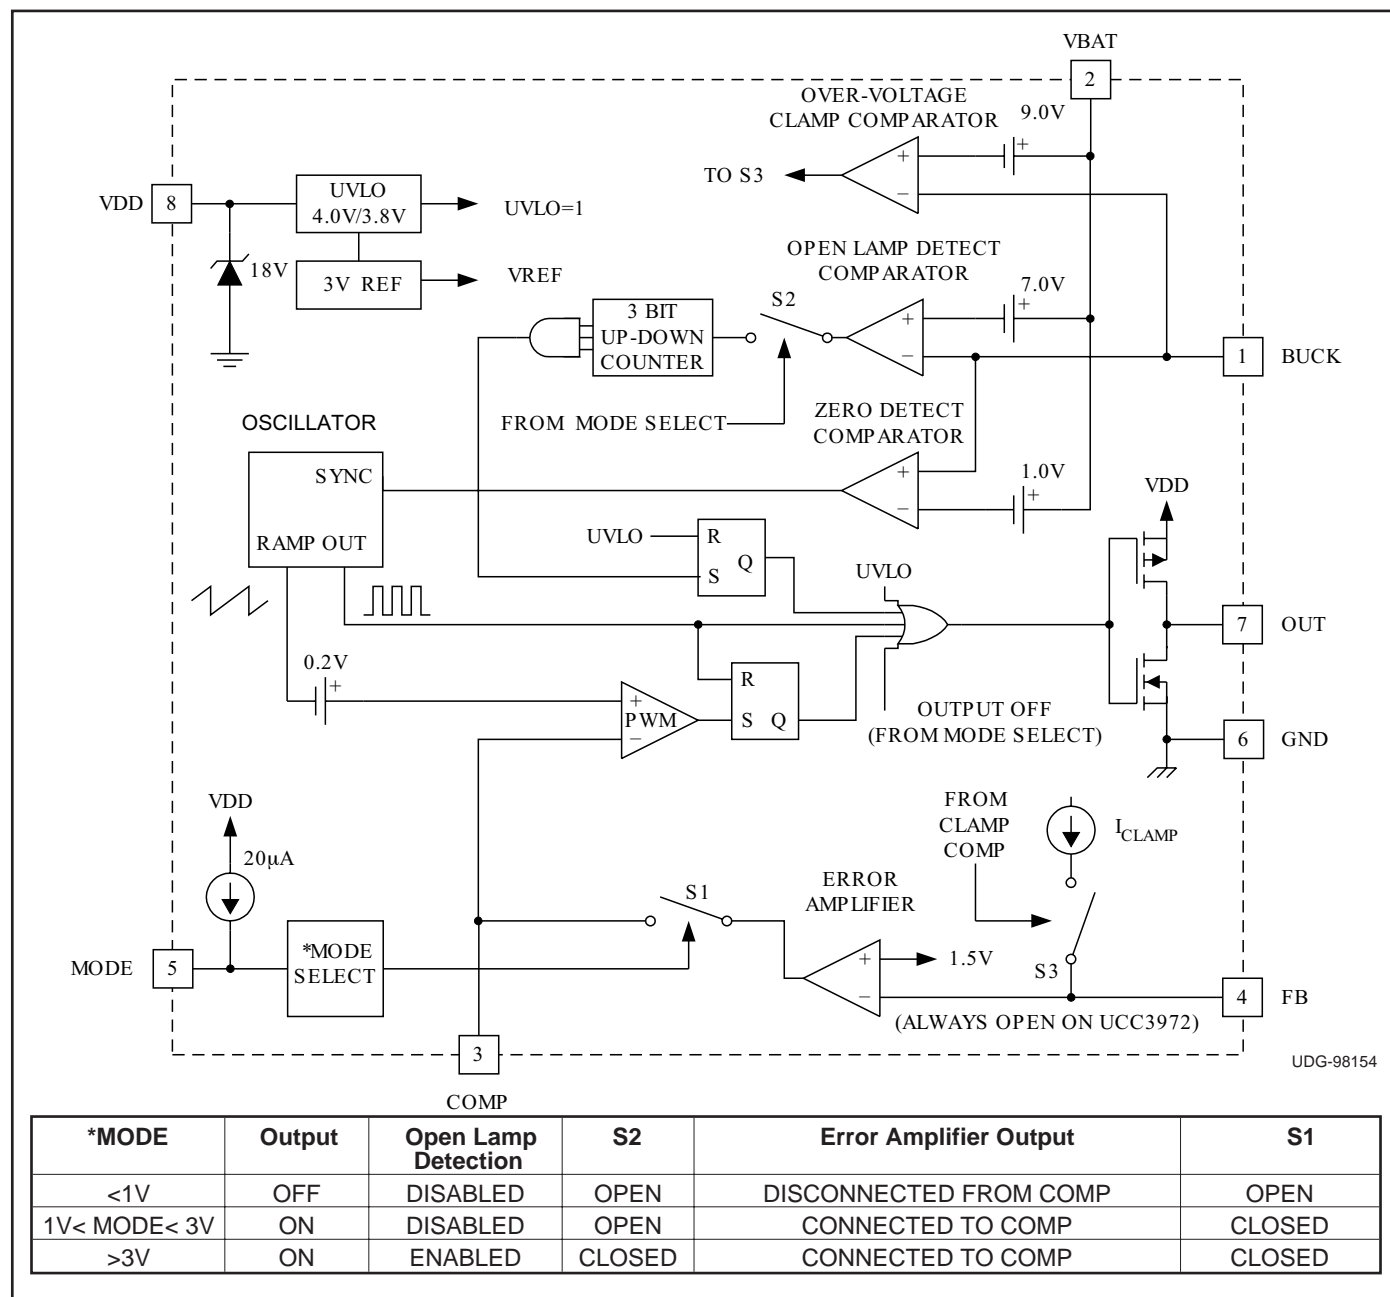 VBAT
2
OVER-VOLTAGE
CLAMP COMPARATOR
9.0V
+
+
−
TO S3
VDD
8
UVLO
4.0V/3.8V
UVLO=1
18V
3V REF
VREF
OPEN LAMP DETECT
COMPARATOR
7.0V
+
S2
+
−
3 BIT
UP-DOWN
COUNTER
1
BUCK
FROM MODE SELECT
ZERO DETECT
COMPARATOR
OSCILLATOR
SYNC
RAMP OUT
+
−
1.0V
+
VDD
UVLO
R
S
Q
UVLO
7
OUT
0.2V
+
+
PWM
−
R
S
Q
OUTPUT OFF
(FROM MODE SELECT)
6
GND
VDD
20µA
FROM
CLAMP
COMP
ICLAMP
S1
ERROR
AMPLIFIER
MODE
5
*MODE
SELECT
+
−
1.5V
S3
4
FB
(ALWAYS OPEN ON UCC3972)
3
COMP
UDG-98154
*MODE Output Open Lamp Detection S2 Error Amplifier Output S1
<1V OFF DISABLED OPEN DISCONNECTED FROM COMP OPEN
1V< MODE< 3V ON DISABLED OPEN CONNECTED TO COMP CLOSED
>3V ON ENABLED CLOSED CONNECTED TO COMP CLOSED